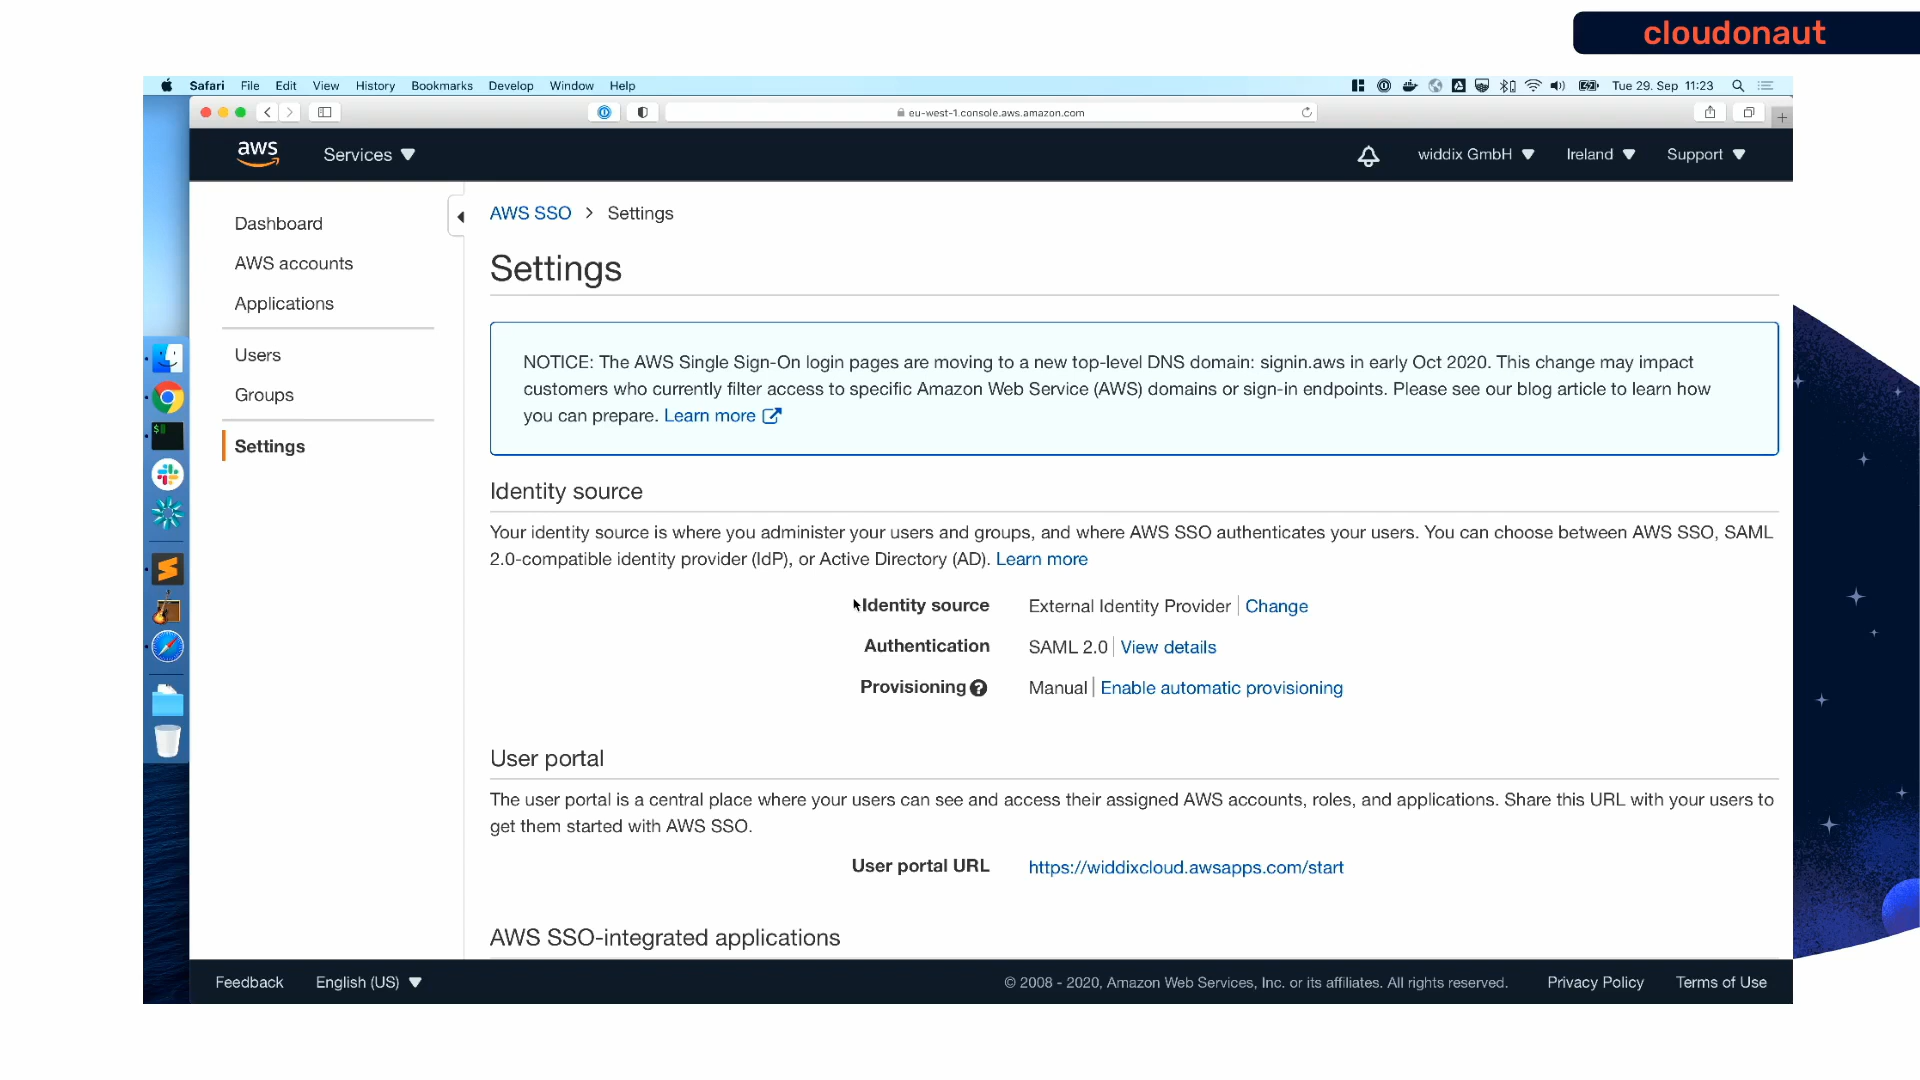 cloudonaut
Safari File Edit View History Bookmarks Develop Window Help Tue 29. Sep 11:23
eu-west-1.console.aws.amazon.com
aws Services widdix GmbH Ireland Support
Dashboard
AWS accounts
Applications
Users
Groups
Settings
AWS SSO > Settings
Settings
NOTICE: The AWS Single Sign-On login pages are moving to a new top-level DNS domain: signin.aws in early Oct 2020. This change may impact
customers who currently filter access to specific Amazon Web Service (AWS) domains or sign-in endpoints. Please see our blog article to learn how
you can prepare. Learn more
Identity source
Your identity source is where you administer your users and groups, and where AWS SSO authenticates your users. You can choose between AWS SSO, SAML
2.0-compatible identity provider (IdP), or Active Directory (AD). Learn more
Identity source External Identity Provider | Change
Authentication SAML 2.0 | View details
Provisioning Manual | Enable automatic provisioning
User portal
The user portal is a central place where your users can see and access their assigned AWS accounts, roles, and applications. Share this URL with your users to
get them started with AWS SSO.
User portal URL https://widdixcloud.awsapps.com/start
AWS SSO-integrated applications
Feedback English (US) © 2008 - 2020, Amazon Web Services, Inc. or its affiliates. All rights reserved. Privacy Policy Terms of Use